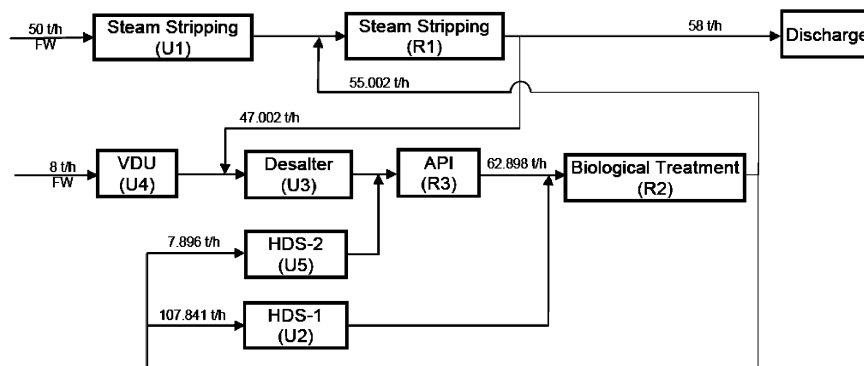 50 t/h
FW
Steam Stripping
(U1)
Steam Stripping
(R1)
58 t/h
Discharge
55.002 t/h
47.002 t/h
8 t/h
FW
VDU
(U4)
Desalter
(U3)
API
(R3)
62.898 t/h
Biological Treatment
(R2)
7.896 t/h
HDS-2
(U5)
107.841 t/h
HDS-1
(U2)